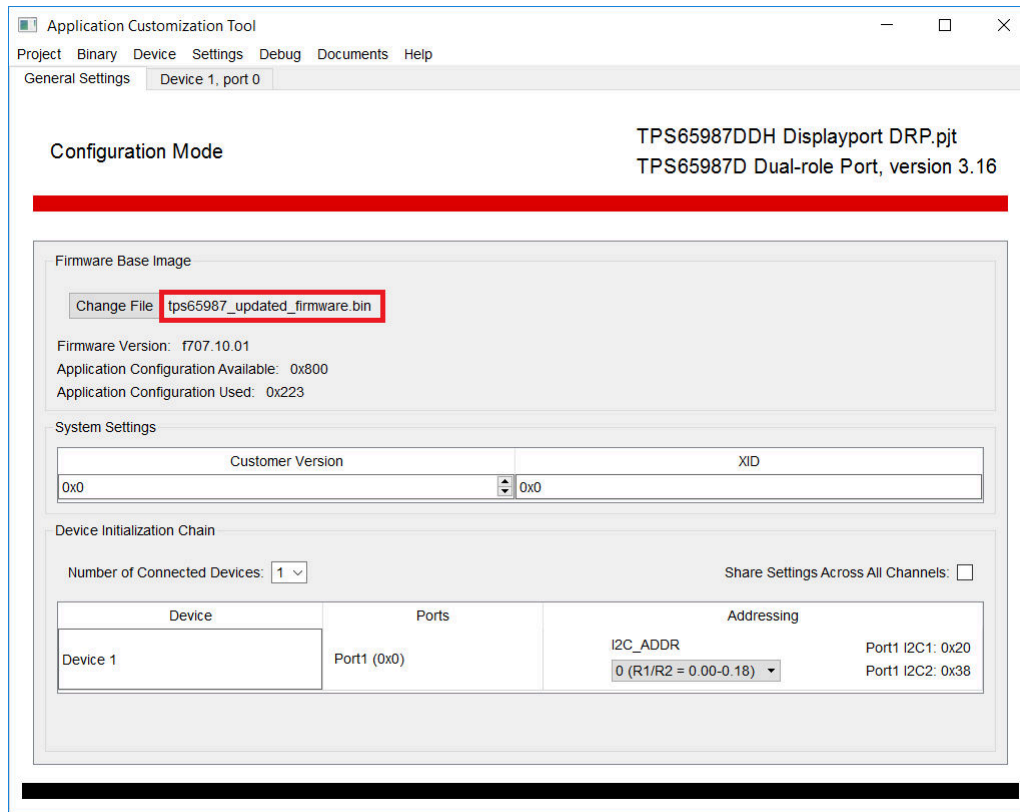 Application Customization Tool
Project Binary Device Settings Debug Documents Help
General Settings Device 1, port 0
Configuration Mode
TPS65987DDH Displayport DRP.pjt
TPS65987D Dual-role Port, version 3.16
Firmware Base Image
Change File tps65987_updated_firmware.bin
Firmware Version: f707.10.01
Application Configuration Available: 0x800
Application Configuration Used: 0x223
System Settings
Customer Version XID
0x0 0x0
Device Initialization Chain
Number of Connected Devices: 1 Share Settings Across All Channels:
Device Ports Addressing
Device 1 Port1 (0x0) I2C_ADDR Port1 I2C1: 0x20
0 (R1/R2 = 0.00-0.18) Port1 I2C2: 0x38